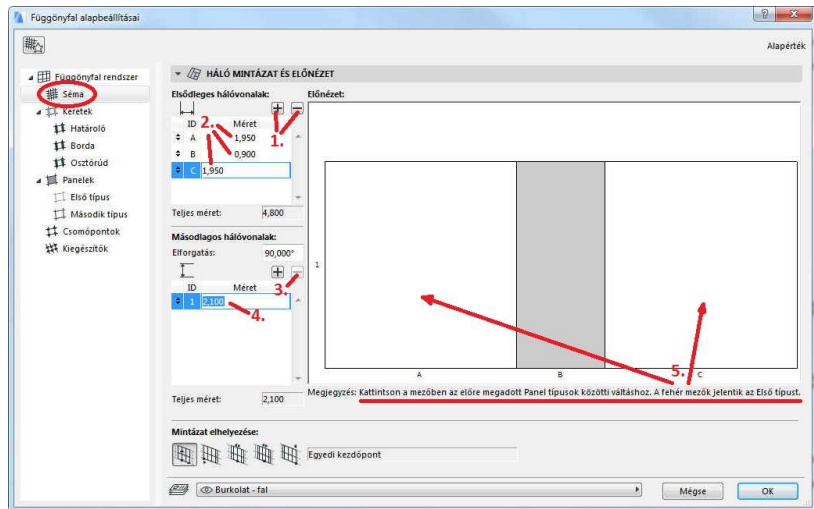 Függönyfal alapbeállításai
Alapérték
Függönyfal rendszer
Séma
Keretek
Határoló
Borda
Osztórúd
Panelek
Első típus
Második típus
Csomópontok
Kiegészítők
HÁLÓ MINTÁZAT ÉS ELŐNÉZET
Elsődleges hálóvonalak:
1.
ID 2. Méret
A 1,950
B 0,900
C 1,950
Teljes méret: 4,800
Másodlagos hálóvonalak:
Elforgatás: 90,000°
3.
ID Méret
1 2,100
4.
Teljes méret: 2,100
Előnézet:
1
A B C
5.
Megjegyzés: Kattintson a mezőben az előre megadott Panel típusok közötti váltáshoz. A fehér mezők jelentik az Első típust.
Mintázat elhelyezése:
Egyedi kezdőpont
Burkolat - fal
Mégse
OK